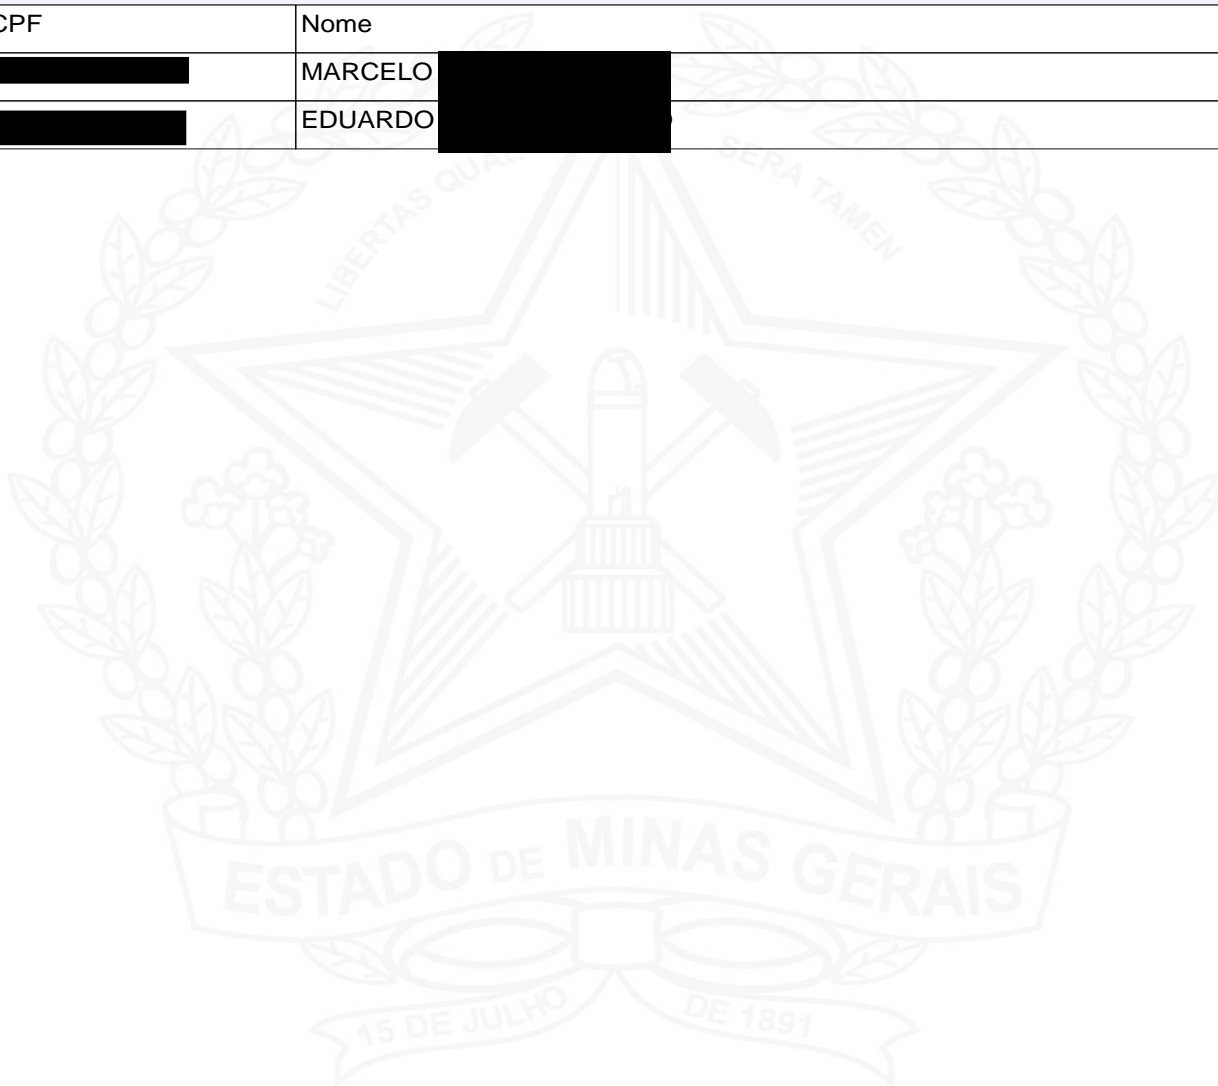 CPF Nome
MARCELO
EDUARDO
LIBERTAS QUAE SERA TAMEN
ESTADO DE MINAS GERAIS
15 DE JULHO DE 1891